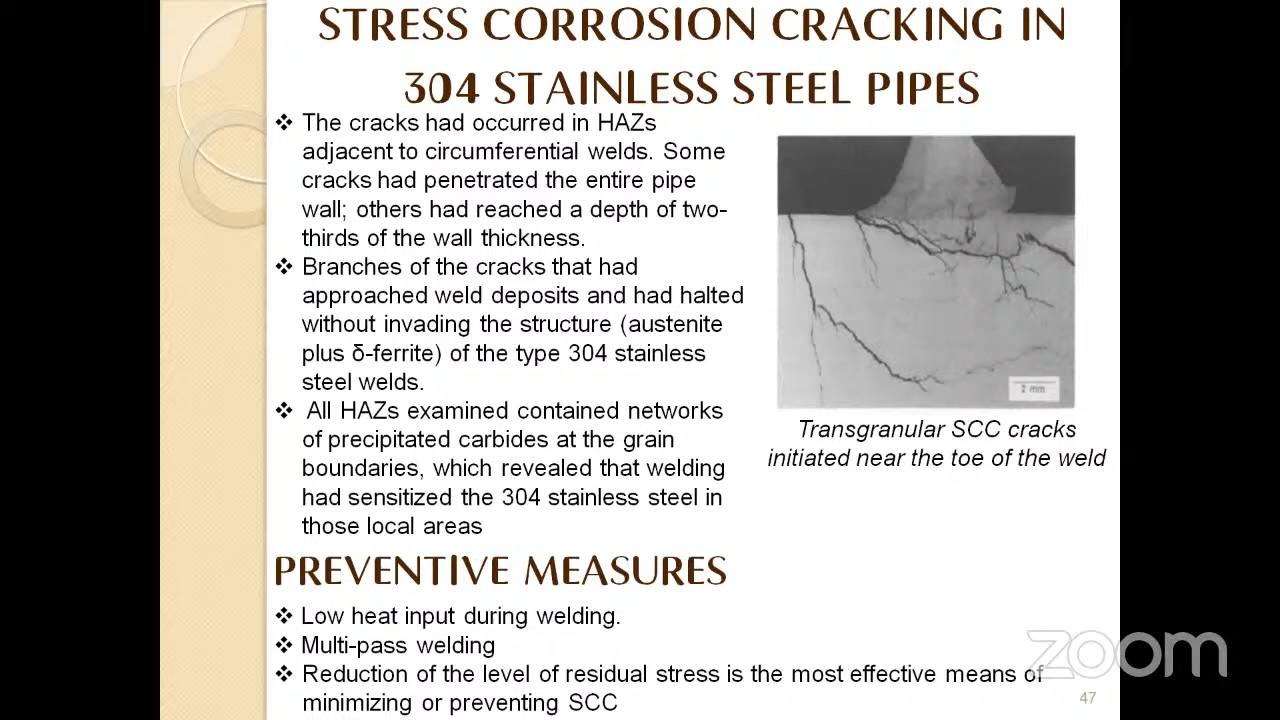 STRESS CORROSION CRACKING IN
304 STAINLESS STEEL PIPES
❖ The cracks had occurred in HAZs
adjacent to circumferential welds. Some
cracks had penetrated the entire pipe
wall; others had reached a depth of two-
thirds of the wall thickness.
❖ Branches of the cracks that had
approached weld deposits and had halted
without invading the structure (austenite
plus δ-ferrite) of the type 304 stainless
steel welds.
❖ All HAZs examined contained networks
of precipitated carbides at the grain
boundaries, which revealed that welding
had sensitized the 304 stainless steel in
those local areas
2 mm
Transgranular SCC cracks
initiated near the toe of the weld
PREVENTIVE MEASURES
❖ Low heat input during welding.
❖ Multi-pass welding
❖ Reduction of the level of residual stress is the most effective means of
minimizing or preventing SCC
zoom
47